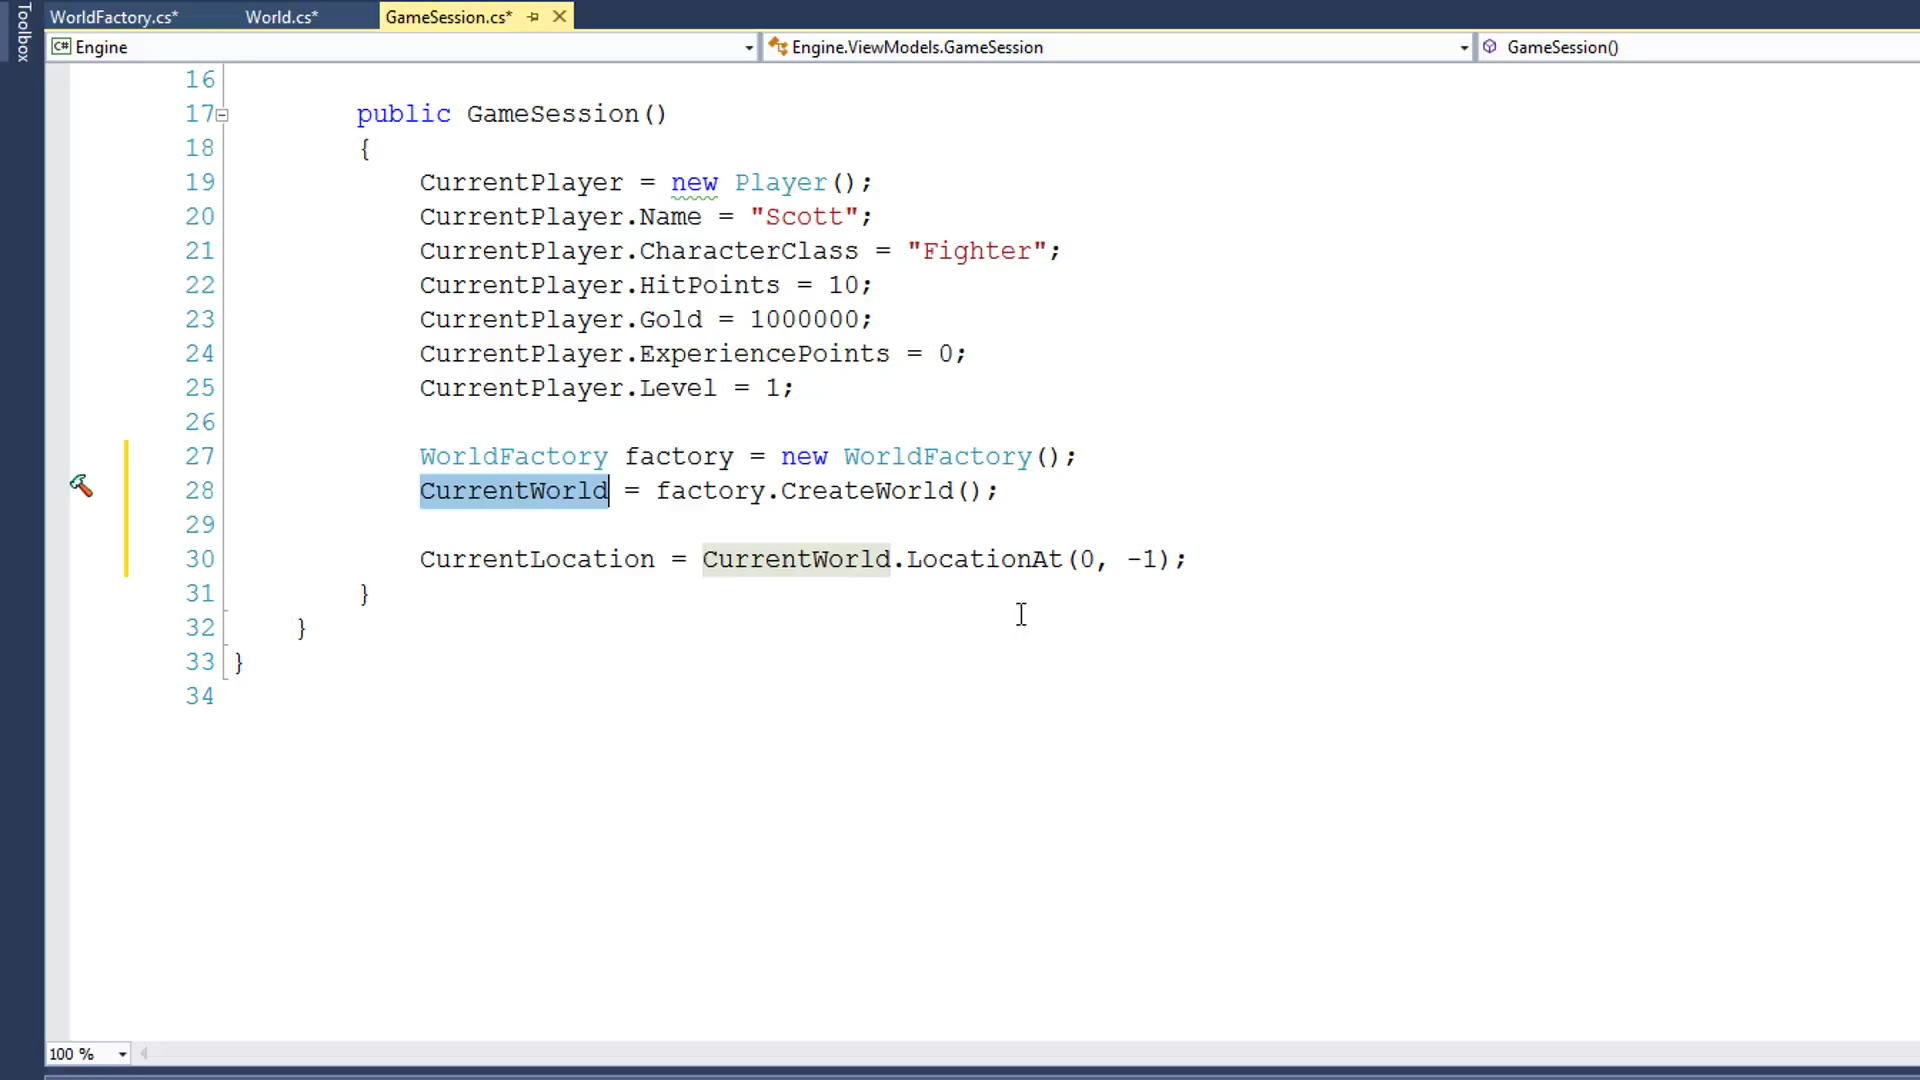 Toolbox
WorldFactory.cs* World.cs* GameSession.cs*
C# Engine Engine.ViewModels.GameSession GameSession()
16
17 public GameSession()
18 {
19 CurrentPlayer = new Player();
20 CurrentPlayer.Name = "Scott";
21 CurrentPlayer.CharacterClass = "Fighter";
22 CurrentPlayer.HitPoints = 10;
23 CurrentPlayer.Gold = 1000000;
24 CurrentPlayer.ExperiencePoints = 0;
25 CurrentPlayer.Level = 1;
26
27 WorldFactory factory = new WorldFactory();
28 CurrentWorld = factory.CreateWorld();
29
30 CurrentLocation = CurrentWorld.LocationAt(0, -1);
31 }
32 }
33 }
34
100 %